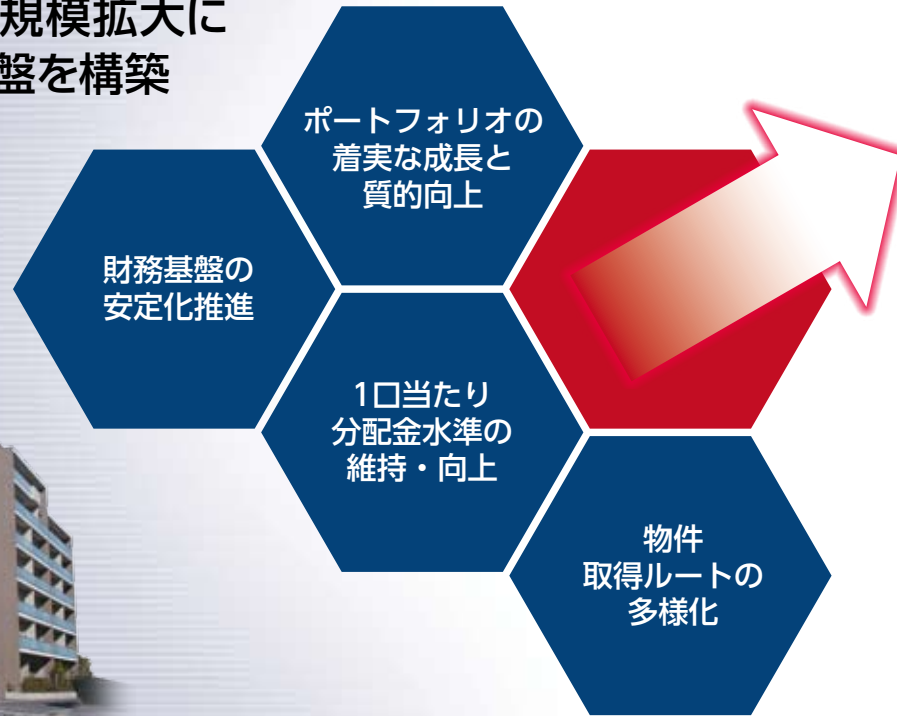 規模拡大に
盤を構築
ポートフォリオの
着実な成長と
質的向上
財務基盤の
安定化推進
1口当たり
分配金水準の
維持・向上
物件
取得ルートの
多様化